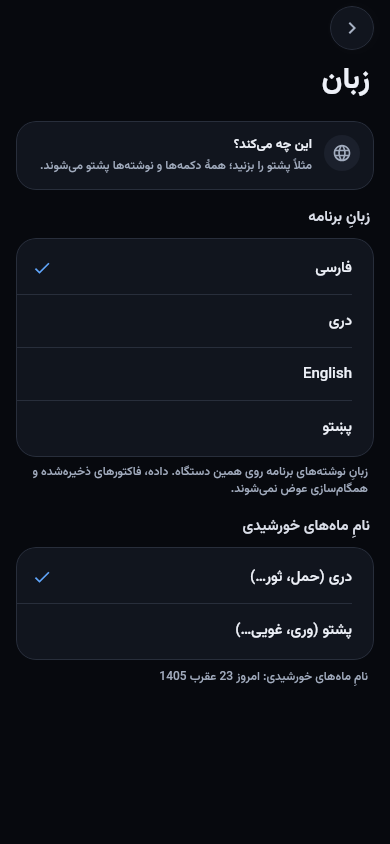 زبان
این چه می‌کند؟
مثلاً پشتو را بزنید؛ همهٔ دکمه‌ها و نوشته‌ها پشتو می‌شوند.
زبانِ برنامه
فارسی
دری
English
پښتو
زبانِ نوشته‌های برنامه روی همین دستگاه. داده، فاکتورهای ذخیره‌شده و
همگام‌سازی عوض نمی‌شوند.
نامِ ماه‌های خورشیدی
دری (حمل، ثور…)
پشتو (وری، غویی…)
نامِ ماه‌های خورشیدی: امروز 23 عقرب 1405